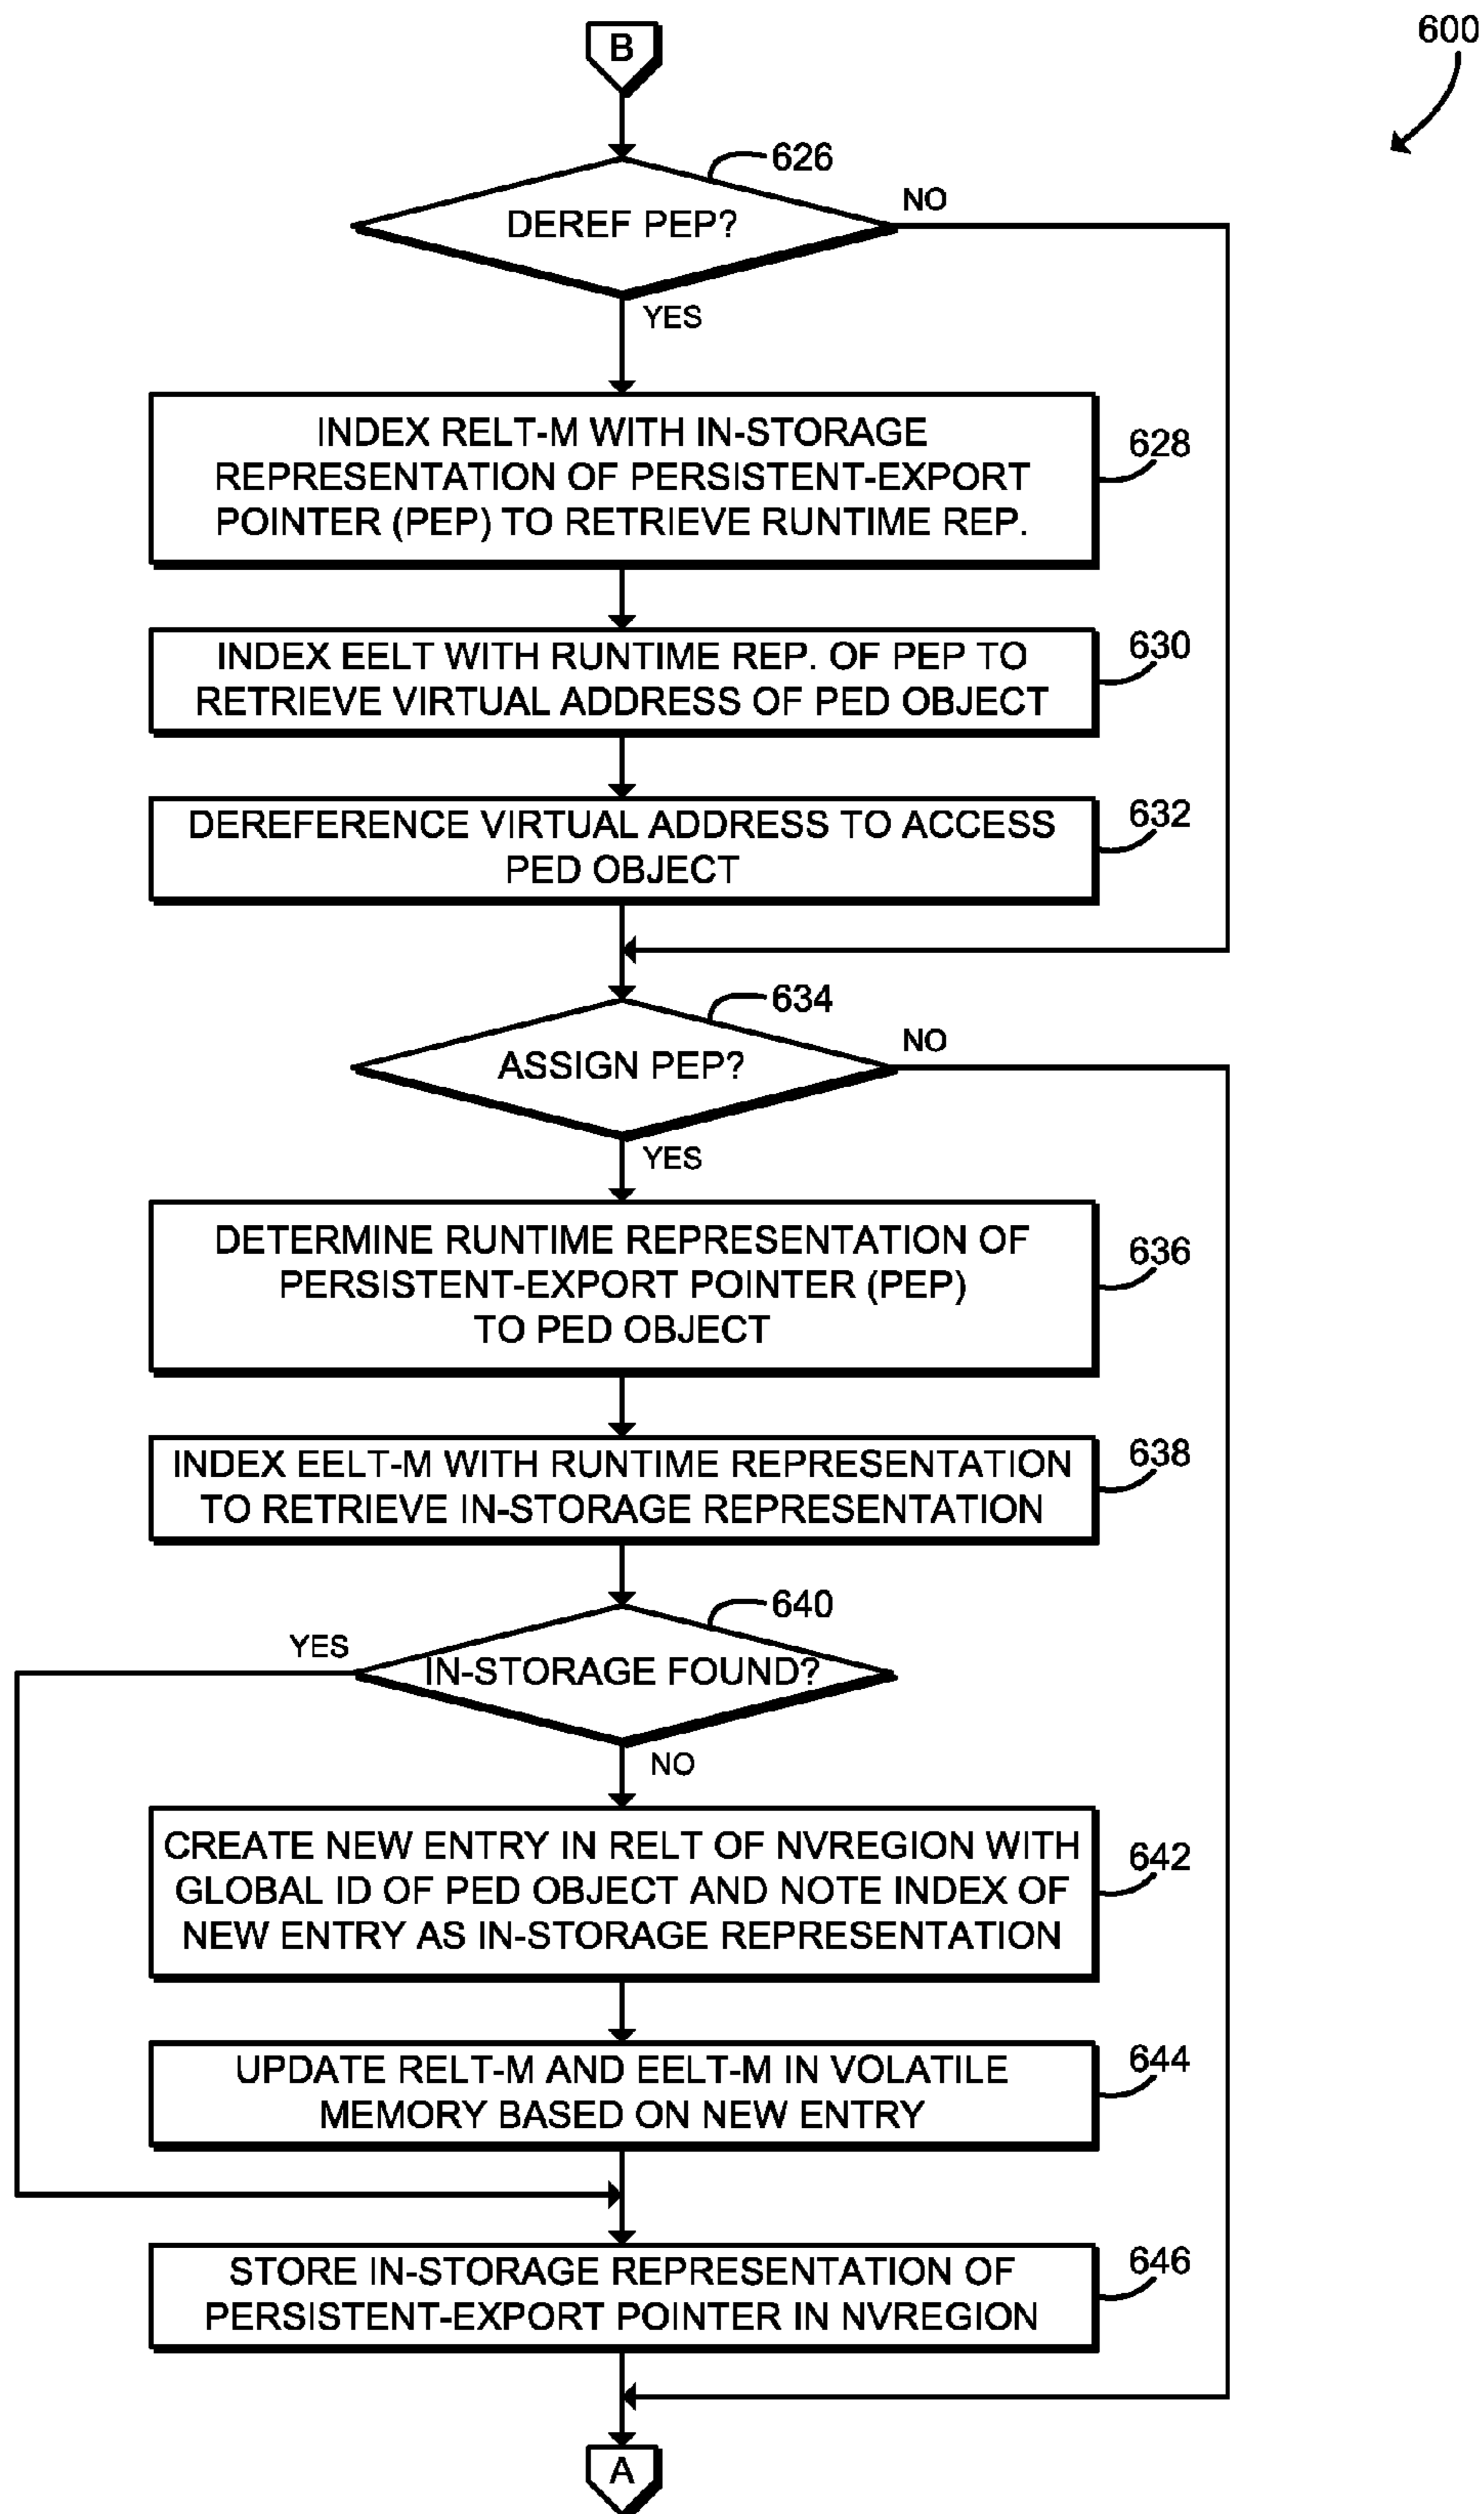 B
600
626
DEREF PEP?
NO
YES
INDEX RELT-M WITH IN-STORAGE
REPRESENTATION OF PERSISTENT-EXPORT
POINTER (PEP) TO RETRIEVE RUNTIME REP.
628
INDEX EELT WITH RUNTIME REP. OF PEP TO
RETRIEVE VIRTUAL ADDRESS OF PED OBJECT
630
DEREFERENCE VIRTUAL ADDRESS TO ACCESS
PED OBJECT
632
634
ASSIGN PEP?
NO
YES
DETERMINE RUNTIME REPRESENTATION OF
PERSISTENT-EXPORT POINTER (PEP)
TO PED OBJECT
636
INDEX EELT-M WITH RUNTIME REPRESENTATION
TO RETRIEVE IN-STORAGE REPRESENTATION
638
640
YES
IN-STORAGE FOUND?
NO
CREATE NEW ENTRY IN RELT OF NVREGION WITH
GLOBAL ID OF PED OBJECT AND NOTE INDEX OF
NEW ENTRY AS IN-STORAGE REPRESENTATION
642
UPDATE RELT-M AND EELT-M IN VOLATILE
MEMORY BASED ON NEW ENTRY
644
STORE IN-STORAGE REPRESENTATION OF
PERSISTENT-EXPORT POINTER IN NVREGION
646
A